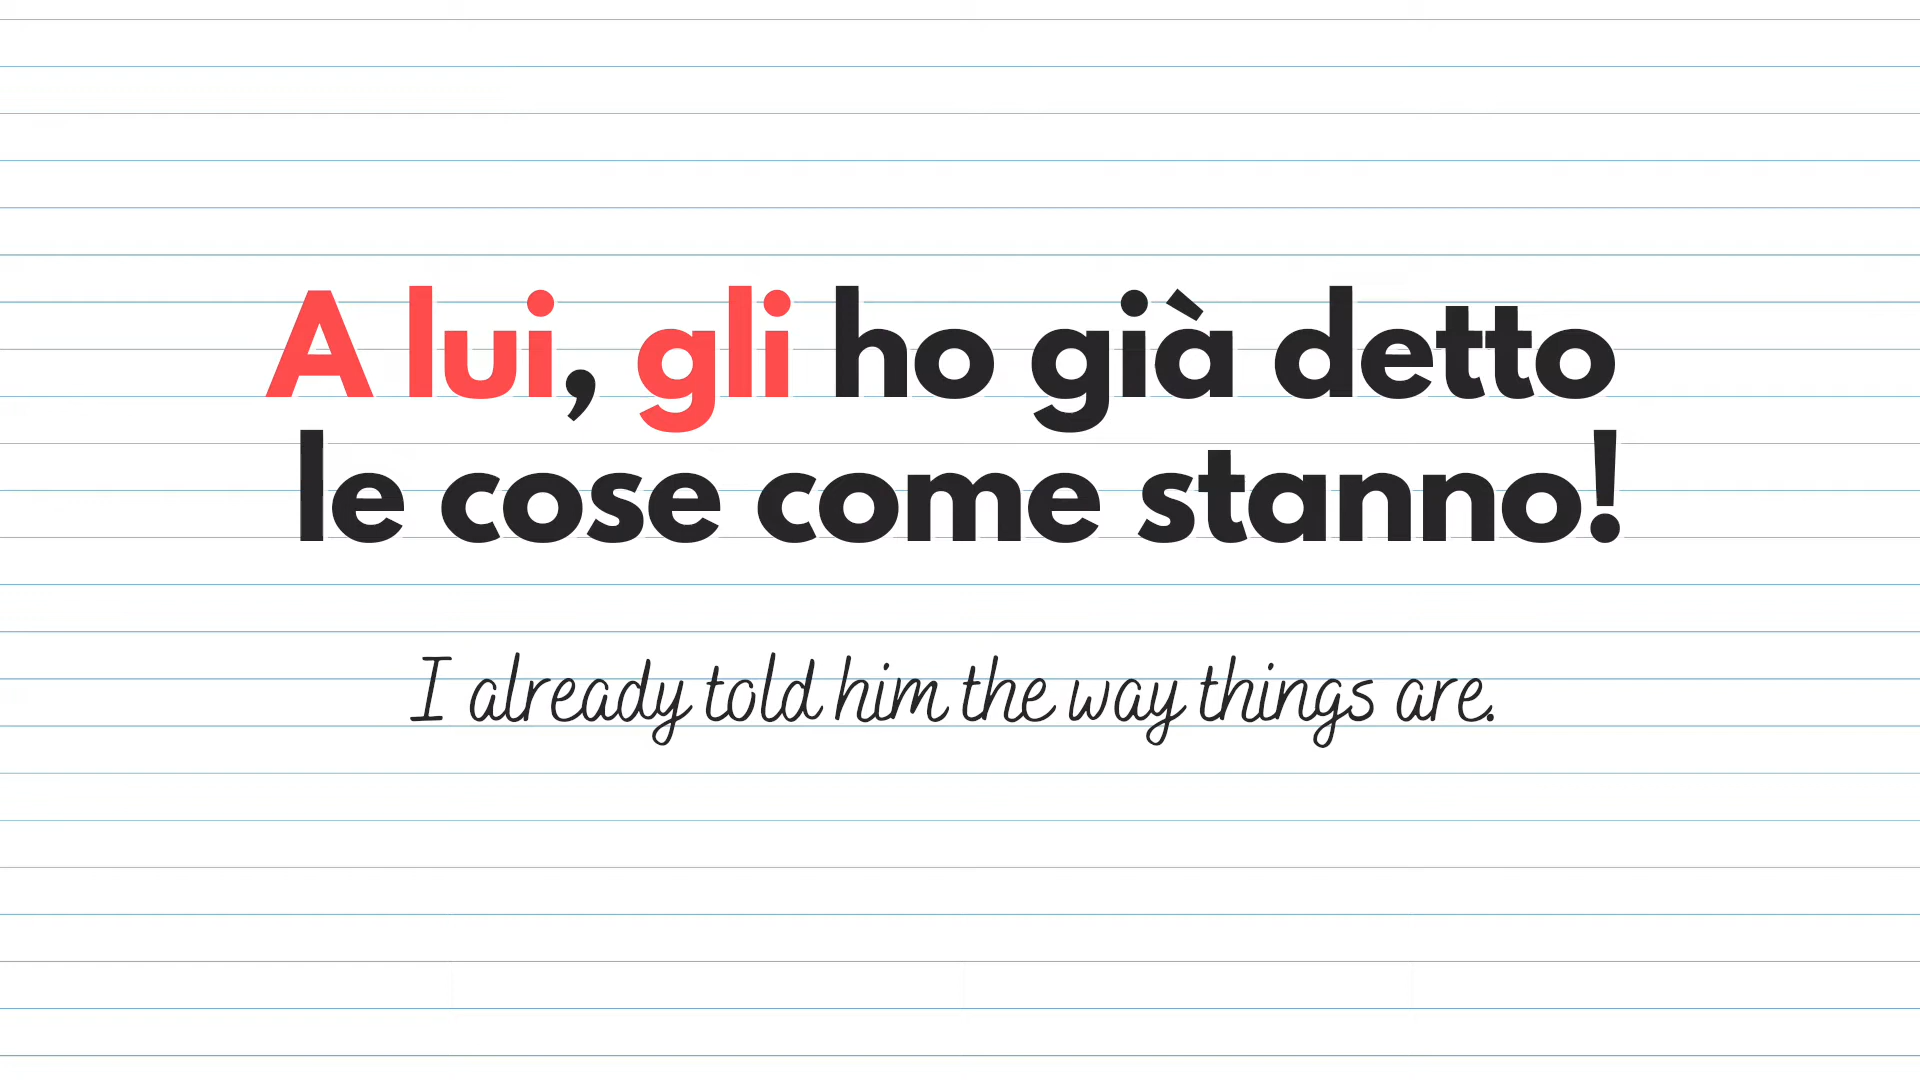 A lui, gli ho già detto
le cose come stanno!
I already told him the way things are.